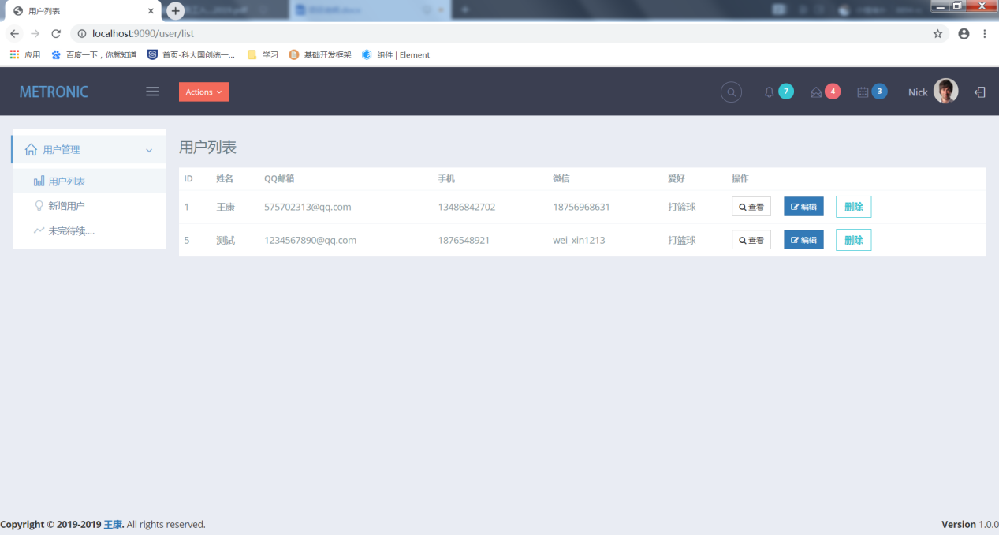 用户列表
localhost:9090/user/list
应用 百度一下，你就知道 首页-科大国创统一... 学习 基础开发框架 组件 | Element
METRONIC Actions 7 4 3 Nick
用户管理
用户列表
新增用户
未完待续....
用户列表
ID 姓名 QQ邮箱 手机 微信 爱好 操作
1 王康 575702313@qq.com 13486842702 18756968631 打篮球 查看 编辑 删除
5 测试 1234567890@qq.com 1876548921 wei_xin1213 打篮球 查看 编辑 删除
Copyright © 2019-2019 王康. All rights reserved. Version 1.0.0